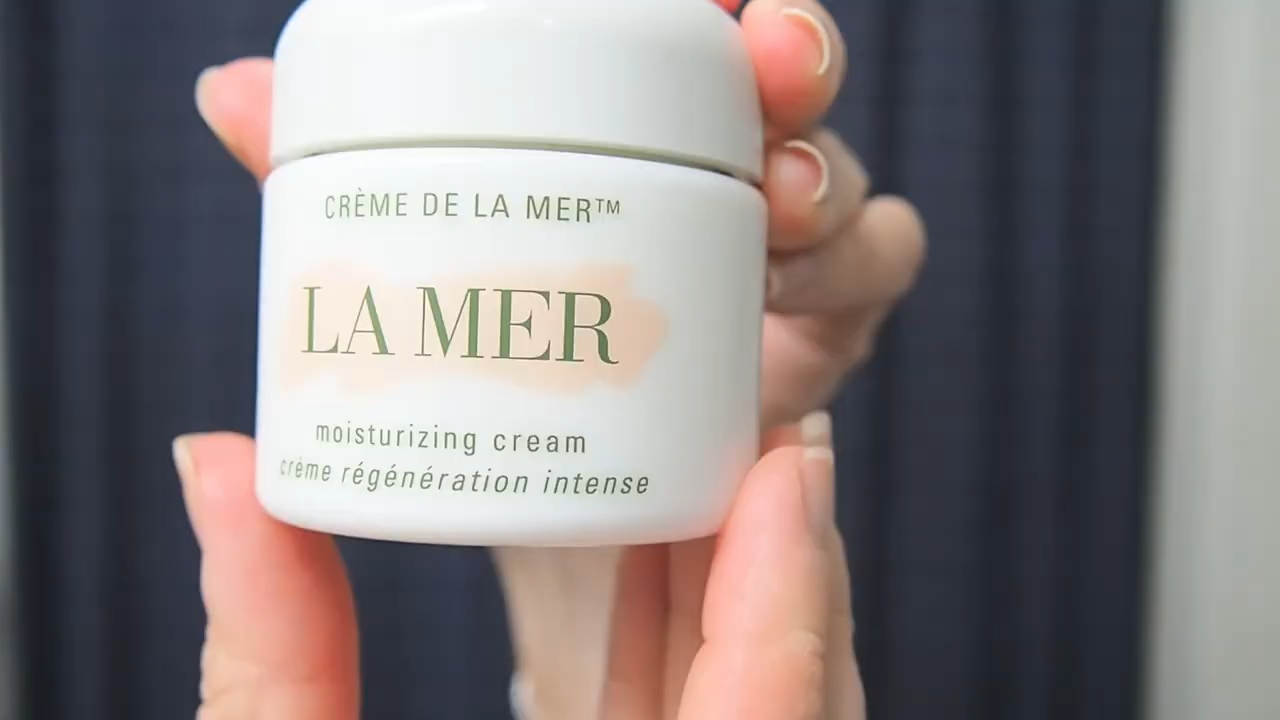 CRÈME DE LA MER™
LA MER
moisturizing cream
crème régénération intense